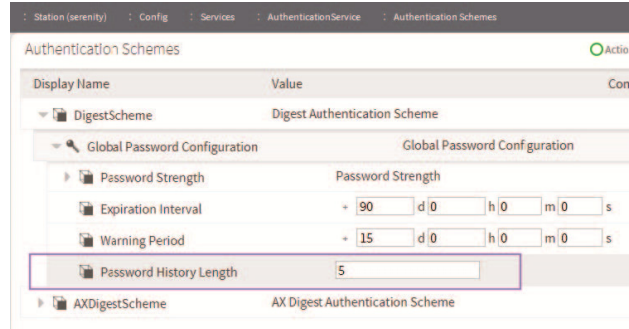 : Station (serenity) : Config : Services : AuthenticationService : Authentication Schemes
Authentication Schemes Actio
Display Name Value Con
DigestScheme Digest Authentication Scheme
Global Password Configuration Global Password Configuration
Password Strength Password Strength
Expiration Interval + 90 d 0 h 0 m 0 s
Warning Period + 15 d 0 h 0 m 0 s
Password History Length 5
AXDigestScheme AX Digest Authentication Scheme